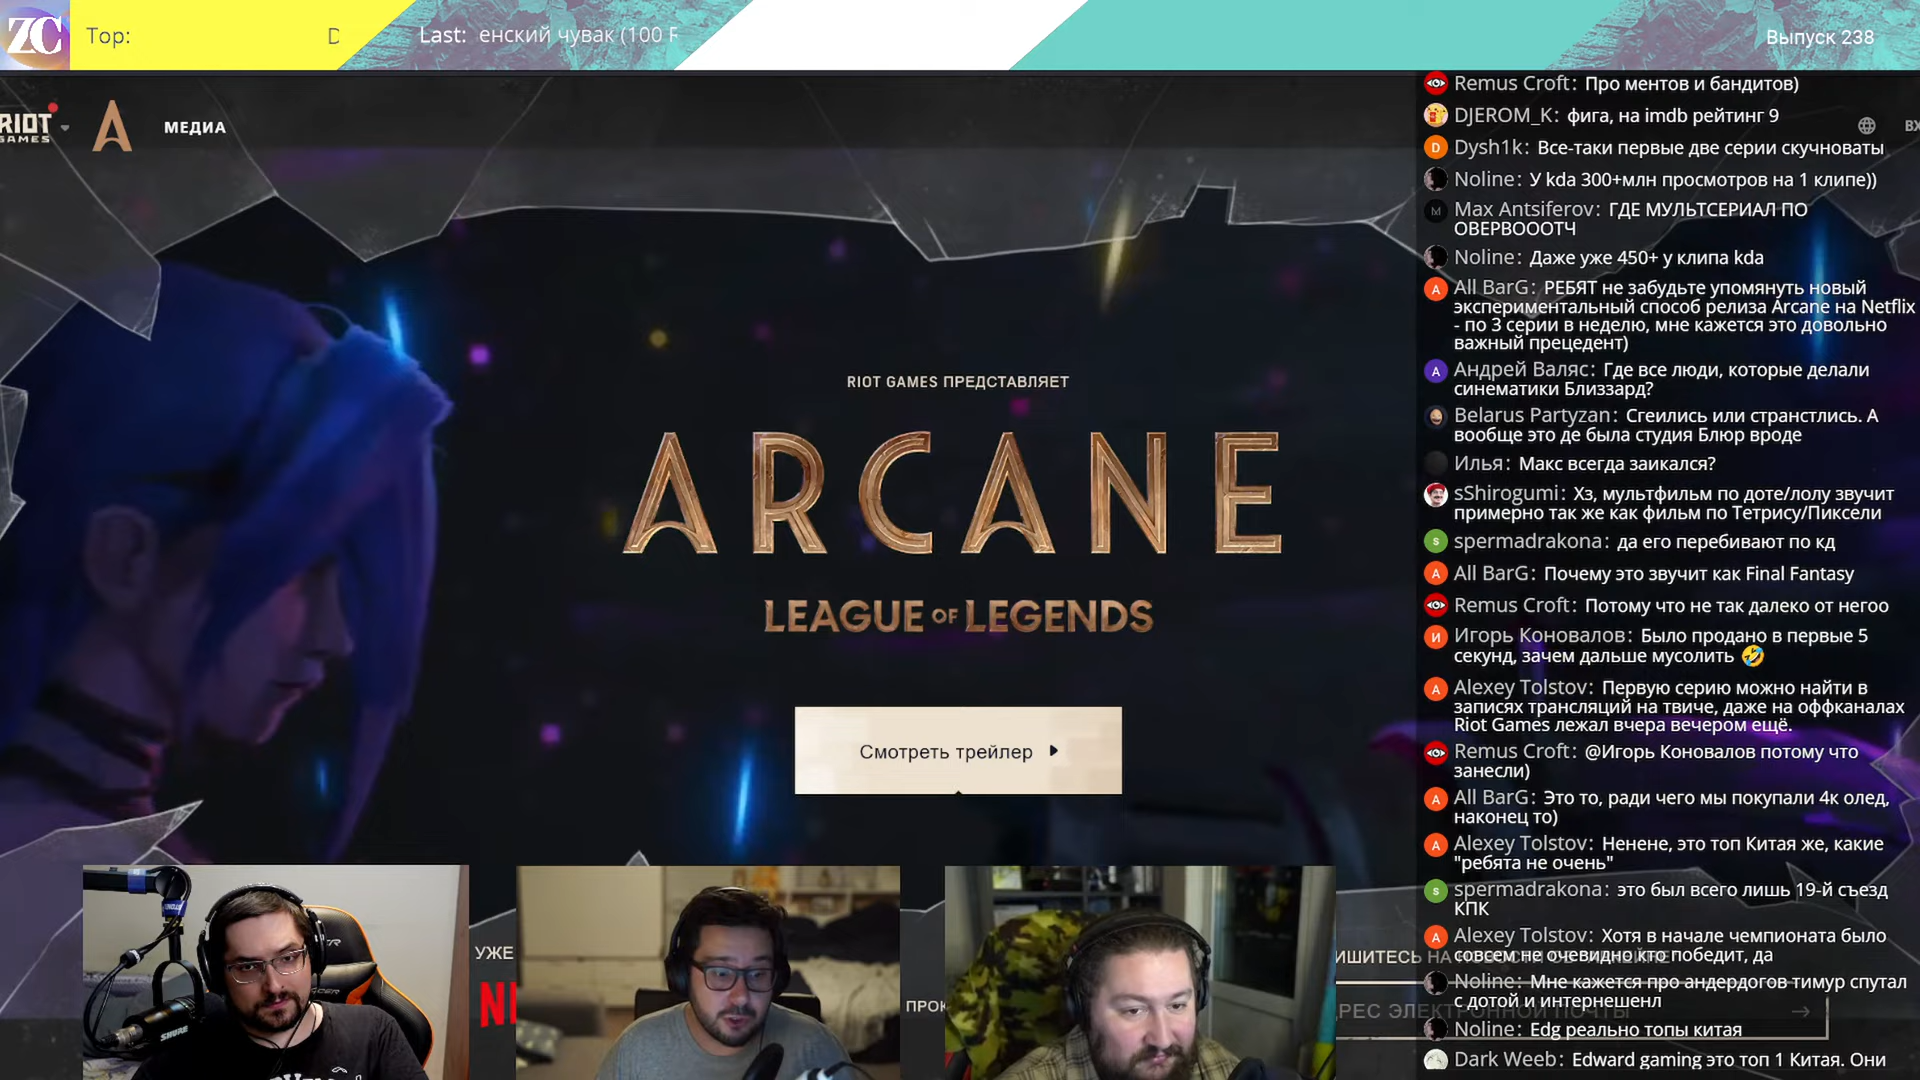 ZC
Top:
Last: енский чувак (100
Выпуск 238
RIOT
GAMES
МЕДИА
RIOT GAMES ПРЕДСТАВЛЯЕТ
ARCANE
LEAGUE OF LEGENDS
Смотреть трейлер
УЖЕ
ПРОК
SHURE
Remus Croft: Про ментов и бандитов)
DJEROM_K: фига, на imdb рейтинг 9
Dysh1k: Все-таки первые две серии скучноваты
Noline: У kda 300+млн просмотров на 1 клипе))
Max Antsiferov: ГДЕ МУЛЬТСЕРИАЛ ПО
ОВЕРВОООТЧ
Noline: Даже уже 450+ у клипа kda
All BarG: РЕБЯТ не забудьте упомянуть новый
экспериментальный способ релиза Arcane на Netflix
- по 3 серии в неделю, мне кажется это довольно
важный прецедент)
Андрей Валяс: Где все люди, которые делали
синематики Близзард?
Belarus Partyzan: Сгеились или странстлись. А
вообще это де была студия Блюр вроде
Илья: Макс всегда заикался?
sShirogumi: Хз, мультфильм по доте/лолу звучит
примерно так же как фильм по Тетрису/Пиксели
spermadrakona: да его перебивают по кд
All BarG: Почему это звучит как Final Fantasy
Remus Croft: Потому что не так далеко от негоо
Игорь Коновалов: Было продано в первые 5
секунд, зачем дальше мусолить 🤣
Alexey Tolstov: Первую серию можно найти в
записях трансляций на твиче, даже на оффканалах
Riot Games лежал вчера вечером ещё.
Remus Croft: @Игорь Коновалов потому что
занесли)
All BarG: Это то, ради чего мы покупали 4к олед,
наконец то)
Alexey Tolstov: Ненене, это топ Китая же, какие
"ребята не очень"
spermadrakona: это был всего лишь 19-й съезд
КПК
Alexey Tolstov: Хотя в начале чемпионата было
совсем не очевидно кто победит, да
Noline: Мне кажется про андердогов тимур спутал
с дотой и интернешенл
Noline: Edg реально топы китая
Dark Weeb: Edward gaming это топ 1 Китая. Они